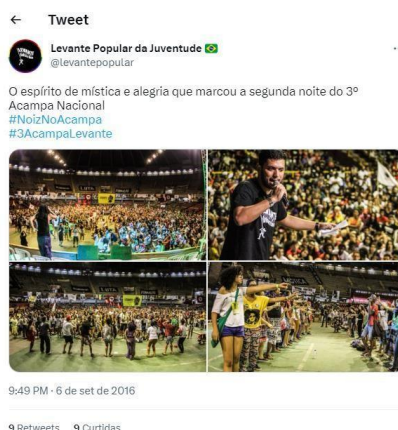 Tweet
Levante Popular da Juventude
@levantepopular
O espírito de mística e alegria que marcou a segunda noite do 3º
Acampa Nacional
#NoizNoAcampa
#3AcampaLevante
9:49 PM · 6 de set de 2016
9 Retweets 9 Curtidas